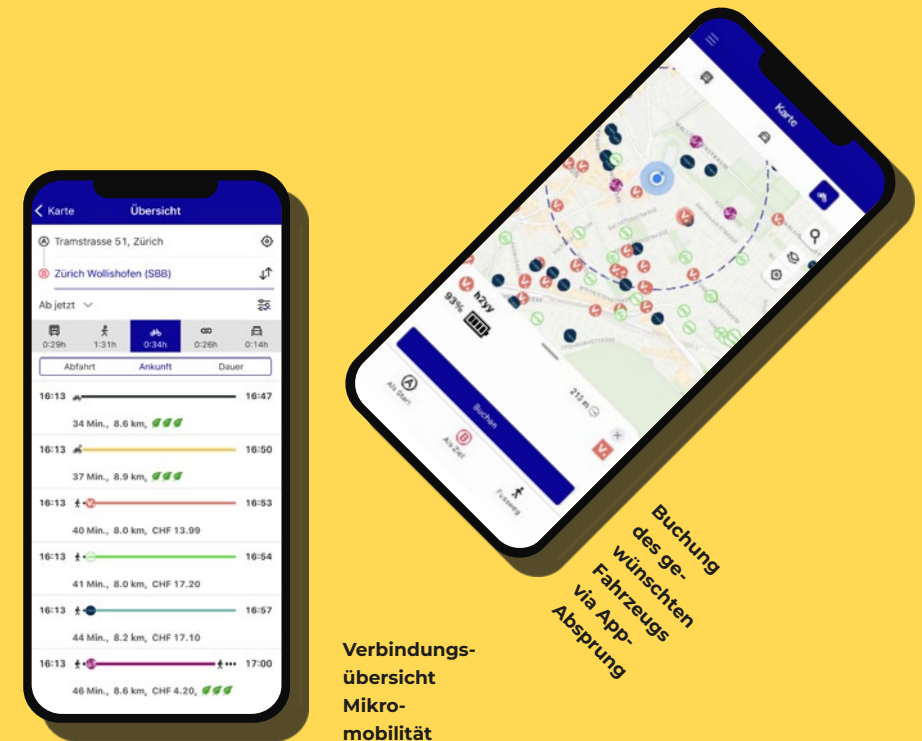 Karte
Übersicht
A Tramstrasse 51, Zürich
B Zürich Wollishofen (SBB)
Ab jetzt
0:29h 1:31h 0:34h 0:26h 0:14h
Abfahrt Ankunft Dauer
16:13 16:47
34 Min., 8.6 km,
16:13 16:50
37 Min., 8.9 km,
16:13 16:53
40 Min., 8.0 km, CHF 13.99
16:13 16:54
41 Min., 8.0 km, CHF 17.20
16:13 16:57
44 Min., 8.2 km, CHF 17.10
16:13 17:00
46 Min., 8.6 km, CHF 4.20,
Verbindungs-
übersicht
Mikro-
mobilität
Karte
h2yy
93%
213 m
Buchen
A
Als Start
B
Als Ziel
Fussweg
Buchung
des ge-
wünschten
Fahrzeugs
via App-
Absprung